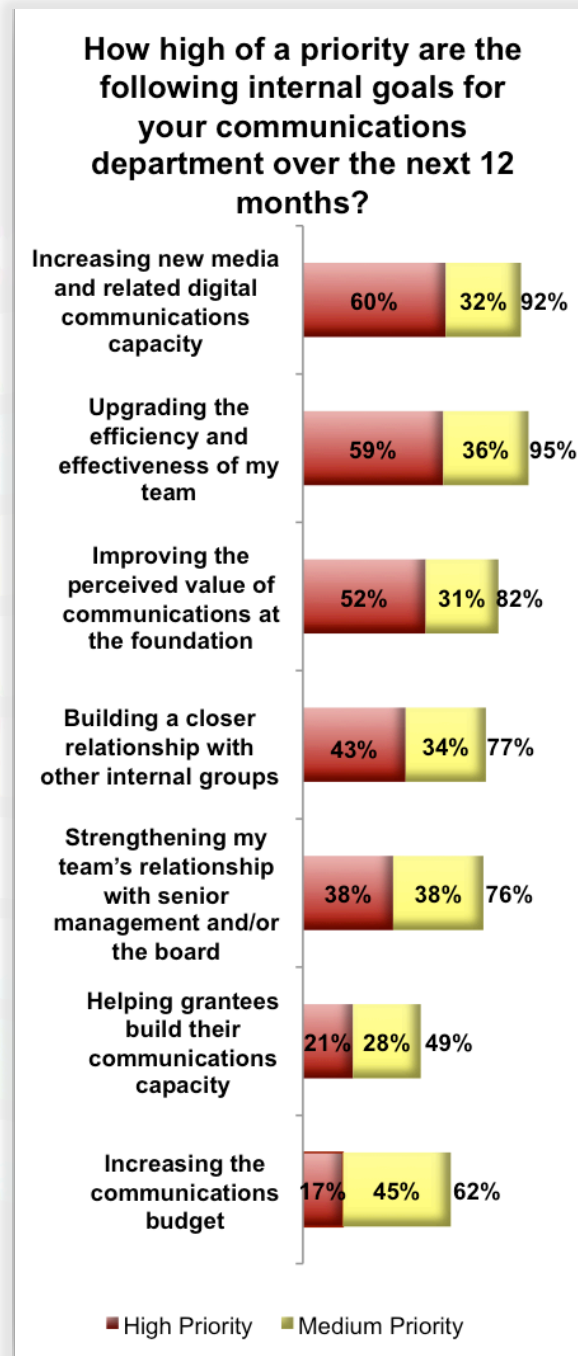 How high of a priority are the
following internal goals for
your communications
department over the next 12
months?
Increasing new media
and related digital
communications
capacity
60%
32%
92%
Upgrading the
efficiency and
effectiveness of my
team
59%
36%
95%
Improving the
perceived value of
communications at
the foundation
52%
31%
82%
Building a closer
relationship with
other internal groups
43%
34%
77%
Strengthening my
team’s relationship
with senior
management and/or
the board
38%
38%
76%
Helping grantees
build their
communications
capacity
21%
28%
49%
Increasing the
communications
budget
17%
45%
62%
High Priority
Medium Priority